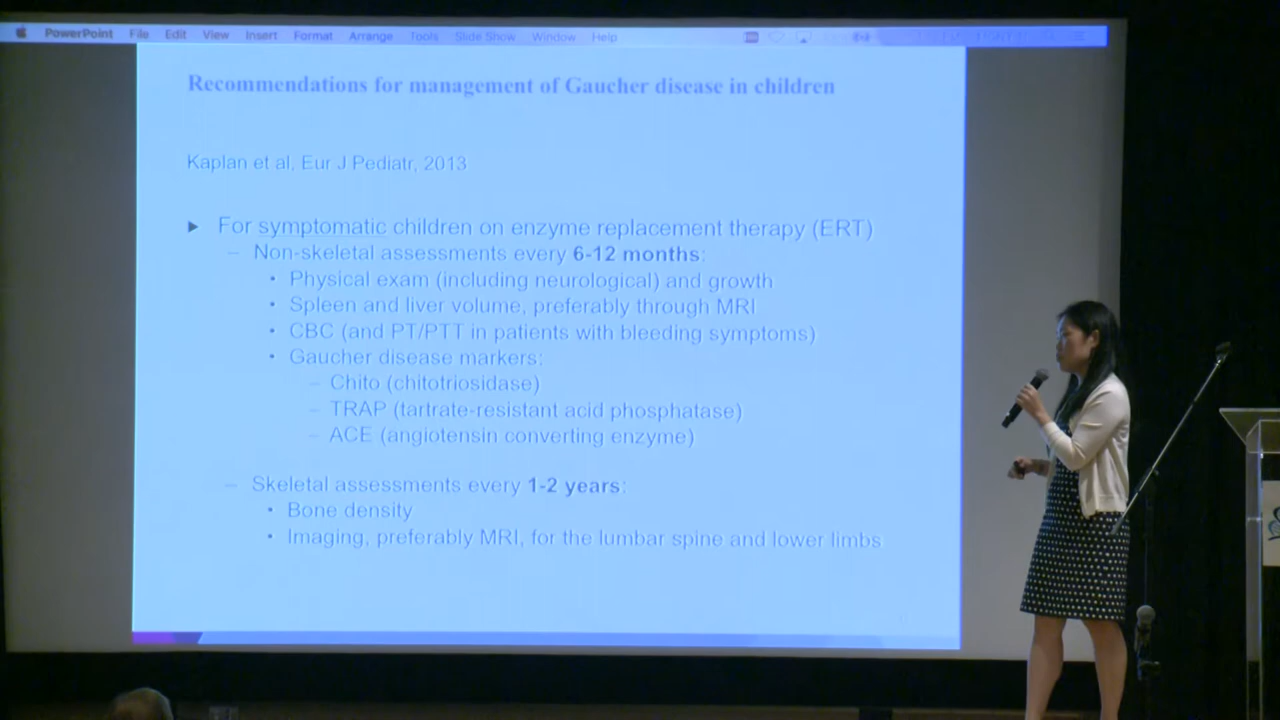 PowerPoint File Edit View Insert Format Arrange Tools Slide Show Window Help
Recommendations for management of Gaucher disease in children
Kaplan et al, Eur J Pediatr, 2013
► For symptomatic children on enzyme replacement therapy (ERT)
– Non-skeletal assessments every 6-12 months:
• Physical exam (including neurological) and growth
• Spleen and liver volume, preferably through MRI
• CBC (and PT/PTT in patients with bleeding symptoms)
• Gaucher disease markers:
– Chito (chitotriosidase)
– TRAP (tartrate-resistant acid phosphatase)
– ACE (angiotensin converting enzyme)
– Skeletal assessments every 1-2 years:
• Bone density
• Imaging, preferably MRI, for the lumbar spine and lower limbs